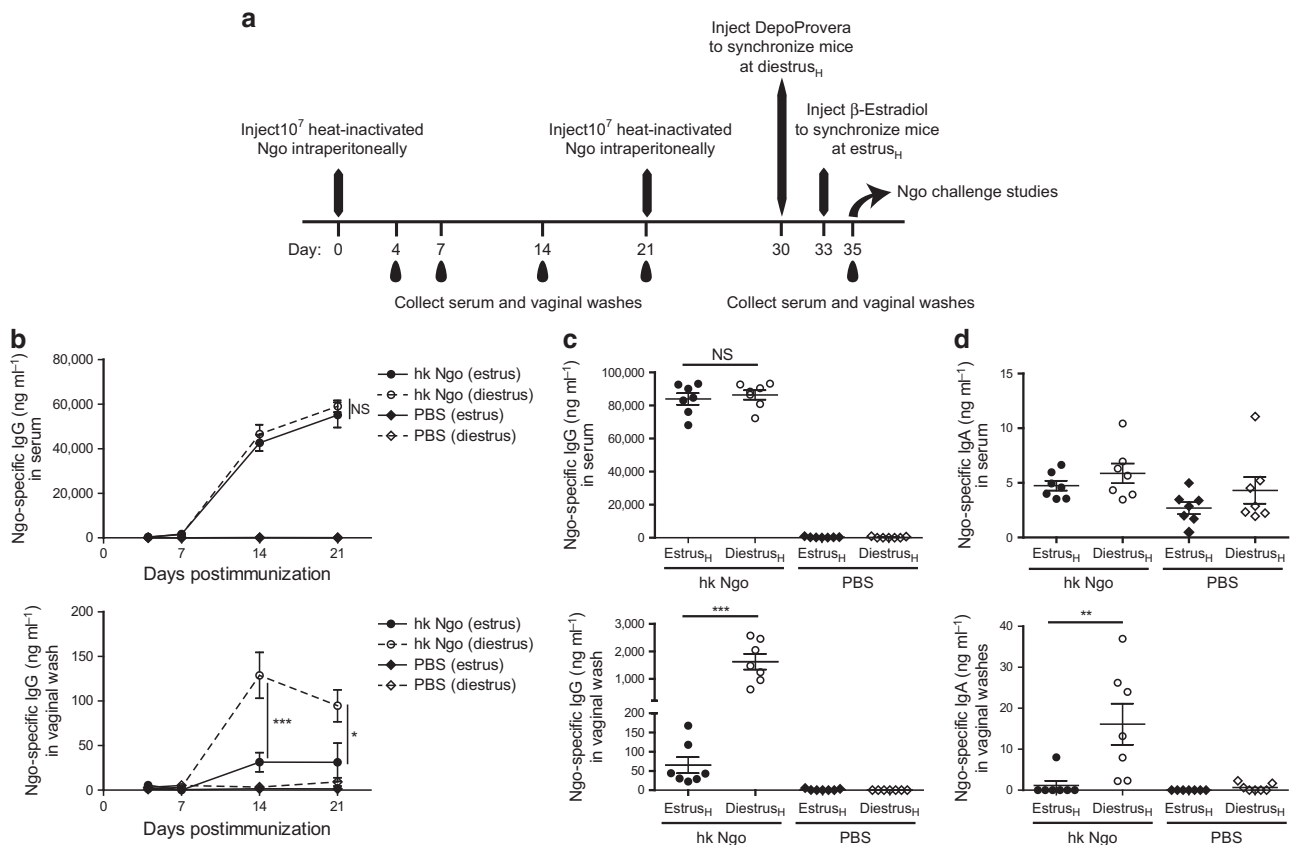 a
Inject DepoProvera
to synchronize mice
at diestrusH
Inject10⁷ heat-inactivated
Ngo intraperitoneally
Inject10⁷ heat-inactivated
Ngo intraperitoneally
Inject β-Estradiol
to synchronize mice
at estrusH
Ngo challenge studies
Day: 0 4 7 14 21 30 33 35
Collect serum and vaginal washes
Collect serum and vaginal washes
b
Ngo-specific IgG (ng ml⁻¹)
in serum
80,000
60,000
40,000
20,000
0
0 7 14 21
Days postimmunization
NS
hk Ngo (estrus)
hk Ngo (diestrus)
PBS (estrus)
PBS (diestrus)
Ngo-specific IgG (ng ml⁻¹)
in vaginal wash
200
150
100
50
0
0 7 14 21
Days postimmunization
***
*
hk Ngo (estrus)
hk Ngo (diestrus)
PBS (estrus)
PBS (diestrus)
c
Ngo-specific IgG (ng ml⁻¹)
in serum
100,000
80,000
60,000
40,000
20,000
0
NS
EstrusH DiestrusH EstrusH DiestrusH
hk Ngo PBS
Ngo-specific IgG (ng ml⁻¹)
in vaginal wash
3,000
2,000
1,000
200
150
100
50
0
***
EstrusH DiestrusH EstrusH DiestrusH
hk Ngo PBS
d
Ngo-specific IgA (ng ml⁻¹)
in serum
15
10
5
0
EstrusH DiestrusH EstrusH DiestrusH
hk Ngo PBS
Ngo-specific IgA (ng ml⁻¹)
in vaginal washes
40
30
20
10
0
**
EstrusH DiestrusH EstrusH DiestrusH
hk Ngo PBS